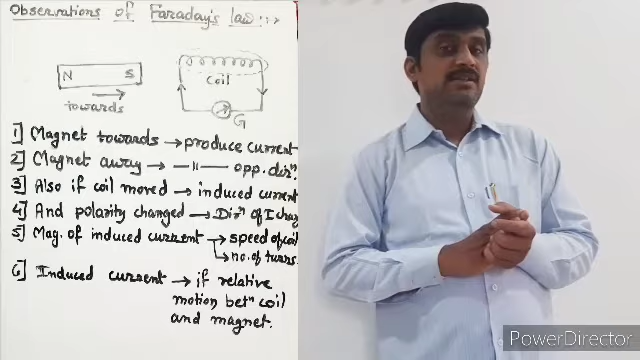 Observations of Faraday's law :·:·
N S
towards
coil
G
1] Magnet towards → produce current
2] Magnet away → —||— opp. dirⁿ.
3] Also if coil moved → induced current
4] And polarity changed → Dirⁿ of I chang
5] Mag. of induced current → speed of coil
→ no. of turns.
6] Induced current → if relative
motion betⁿ coil
and magnet.
PowerDirector